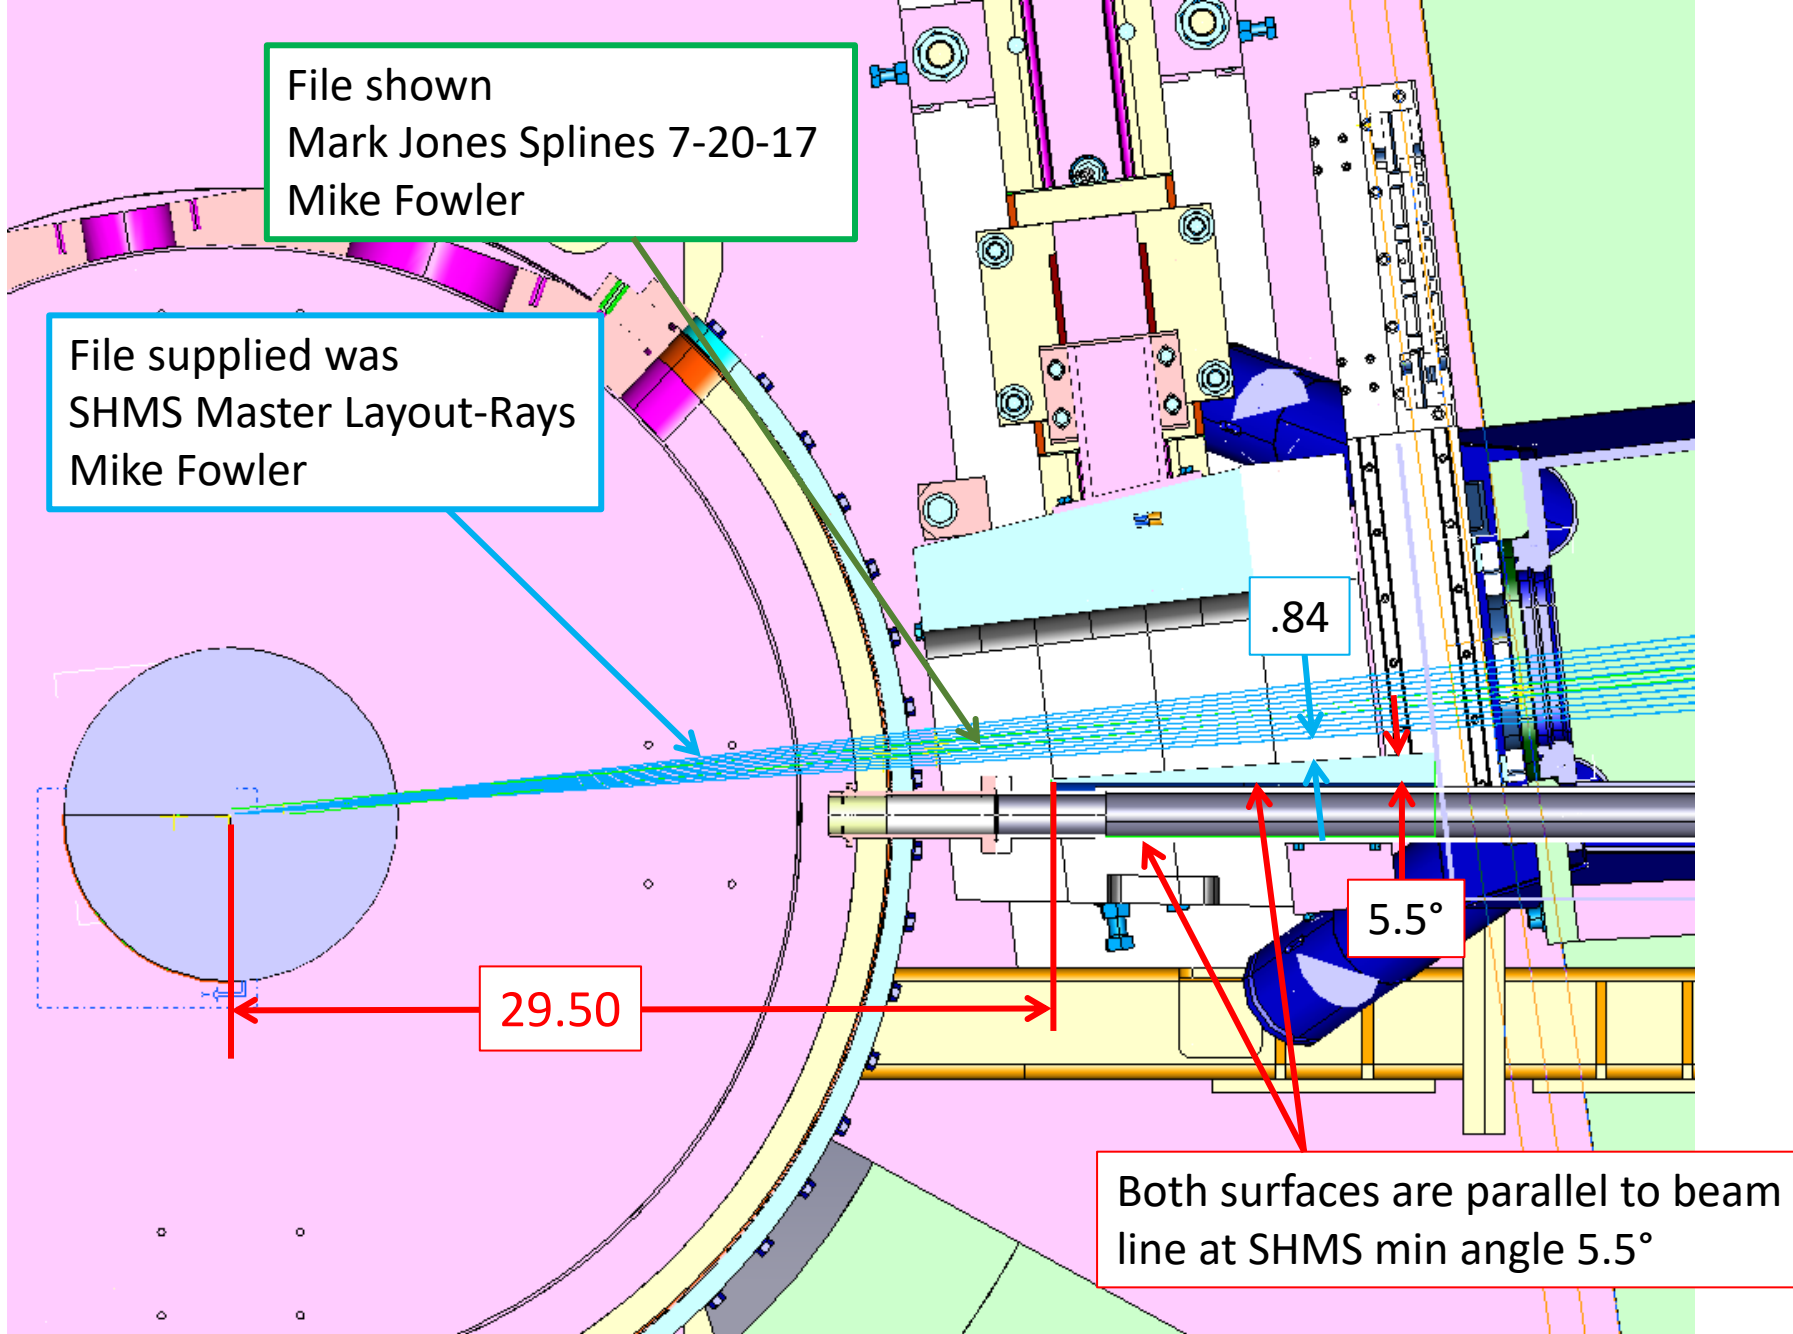 File shown
Mark Jones Splines 7-20-17
Mike Fowler
File supplied was
SHMS Master Layout-Rays
Mike Fowler
.84
5.5°
29.50
Both surfaces are parallel to beam
line at SHMS min angle 5.5°